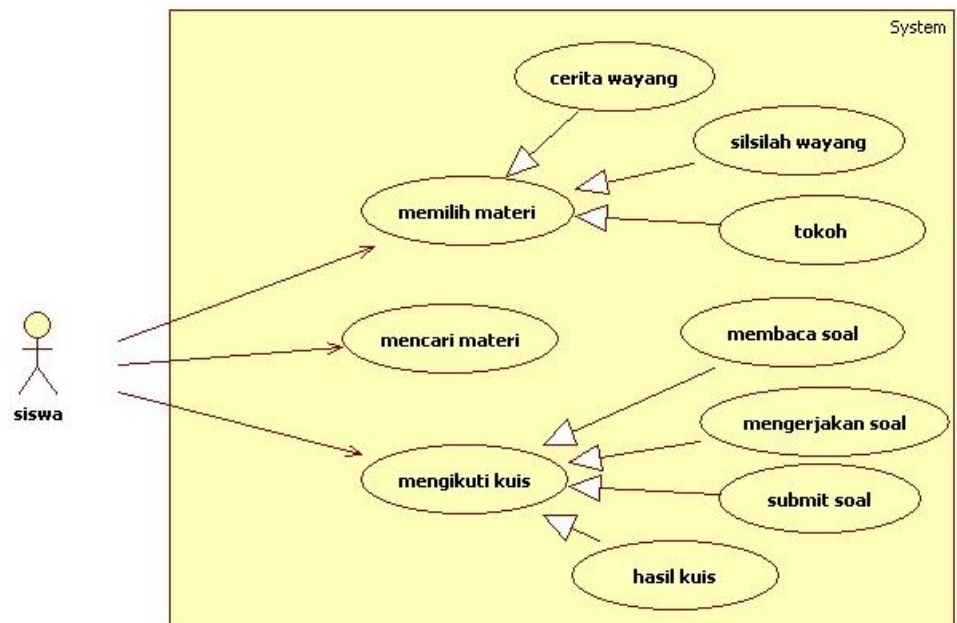 System
cerita wayang
silsilah wayang
memilih materi
tokoh
mencari materi
membaca soal
siswa
mengerjakan soal
mengikuti kuis
submit soal
hasil kuis